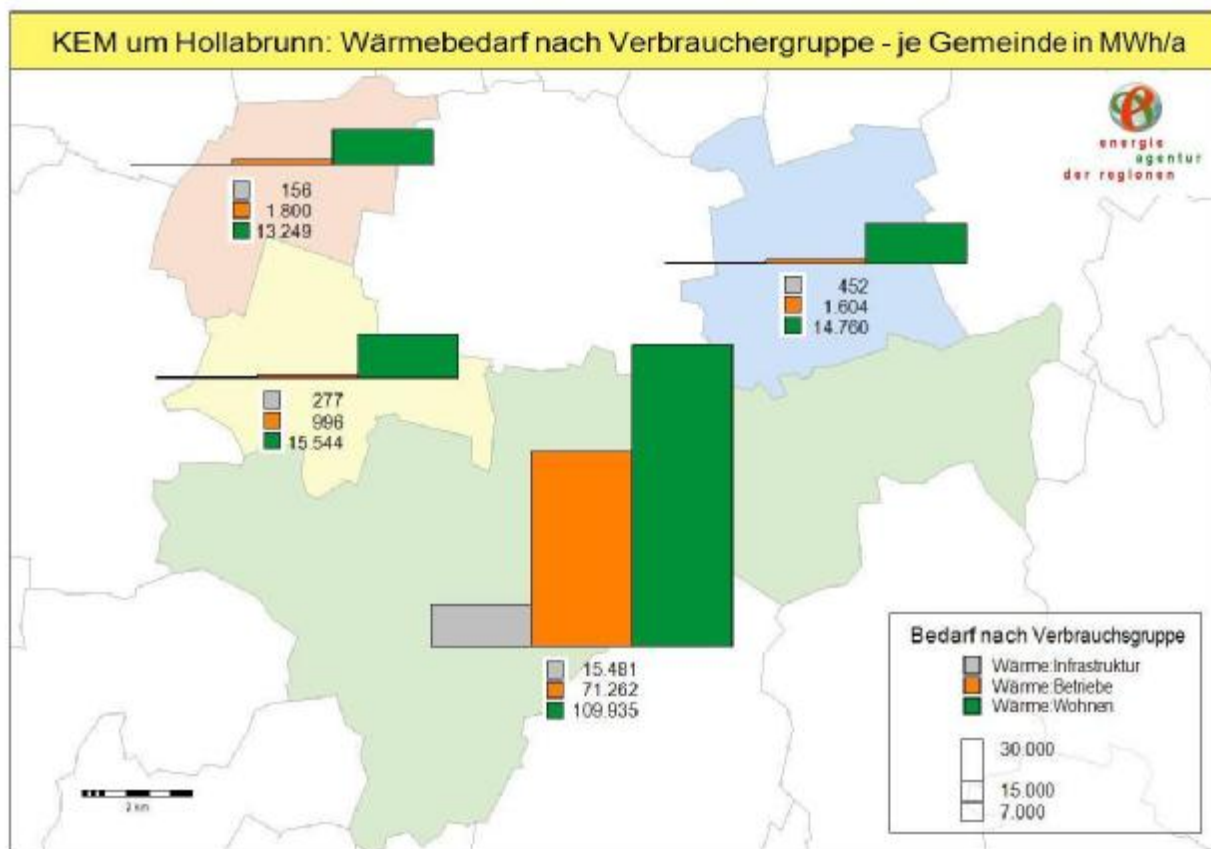 KEM um Hollabrunn: Wärmebedarf nach Verbrauchergruppe - je Gemeinde in MWh/a
energie
agentur
der regionen
156
1.800
13.249
452
1.604
14.760
277
996
15.544
15.481
71.262
109.935
Bedarf nach Verbrauchsgruppe
Wärme:Infrastruktur
Wärme:Betriebe
Wärme:Wohnen
30.000
15.000
7.000
2 km